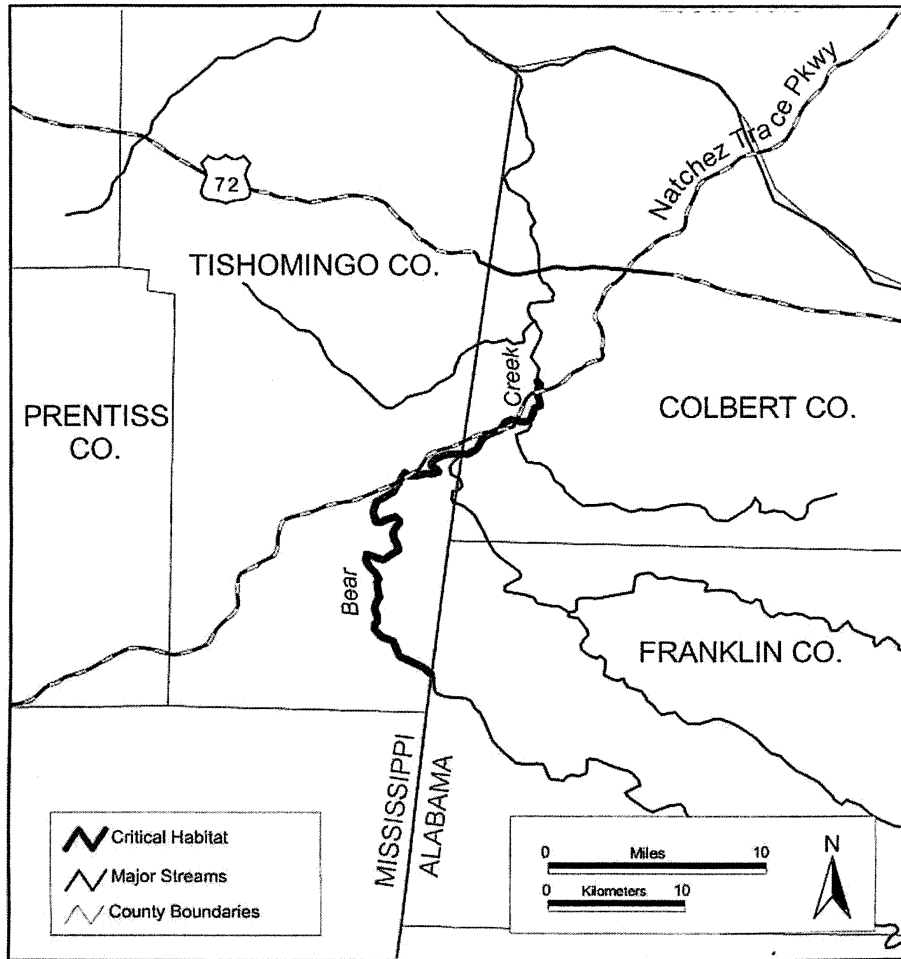 Natchez Trace Pkwy
72
TISHOMINGO CO.
Creek
PRENTISS
CO.
COLBERT CO.
Bear
FRANKLIN CO.
MISSISSIPPI
ALABAMA
Critical Habitat
Major Streams
County Boundaries
0 Miles 10
0 Kilometers 10
N